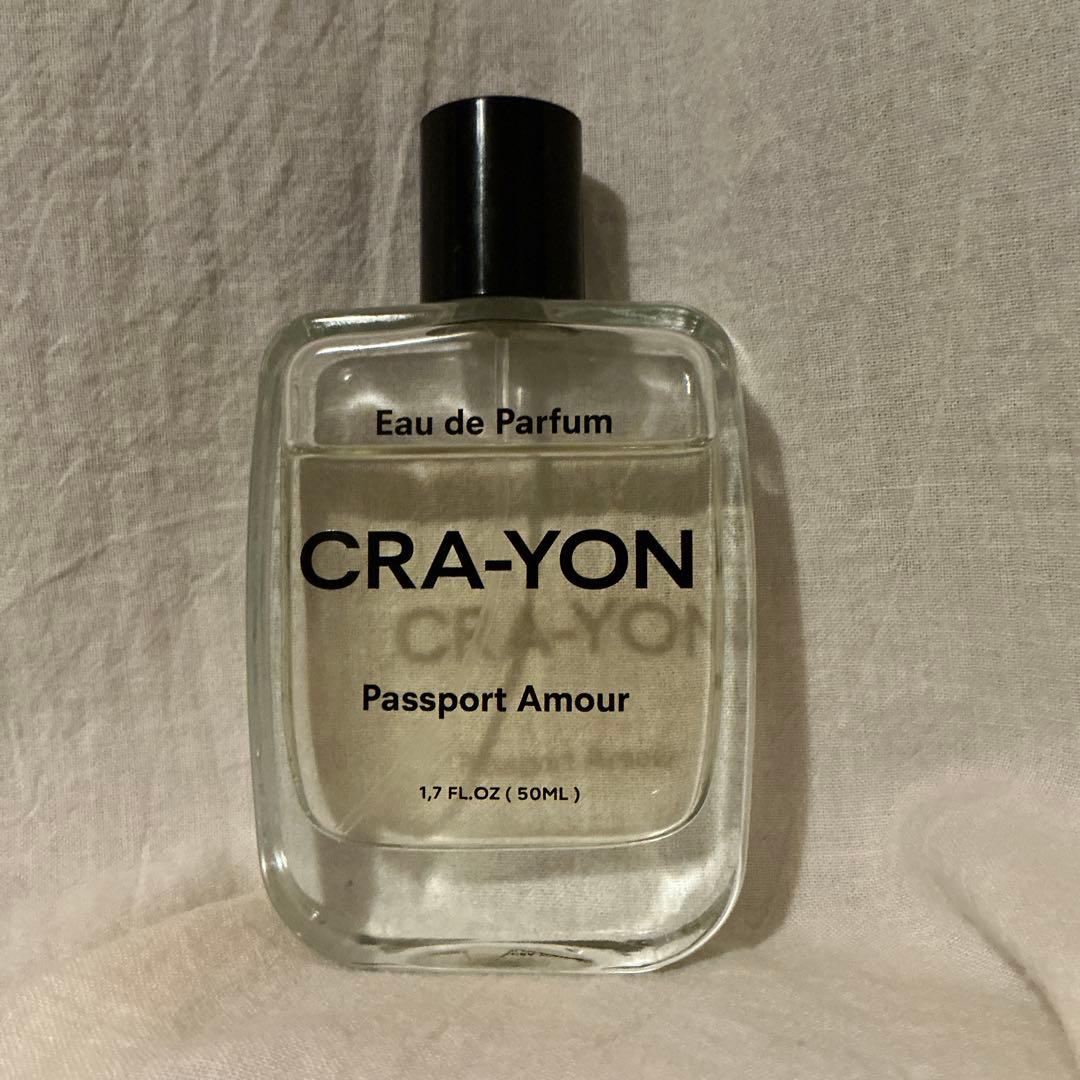 Eau de Parfum
CRA-YON
Passport Amour
1,7 FL.OZ ( 50ML )